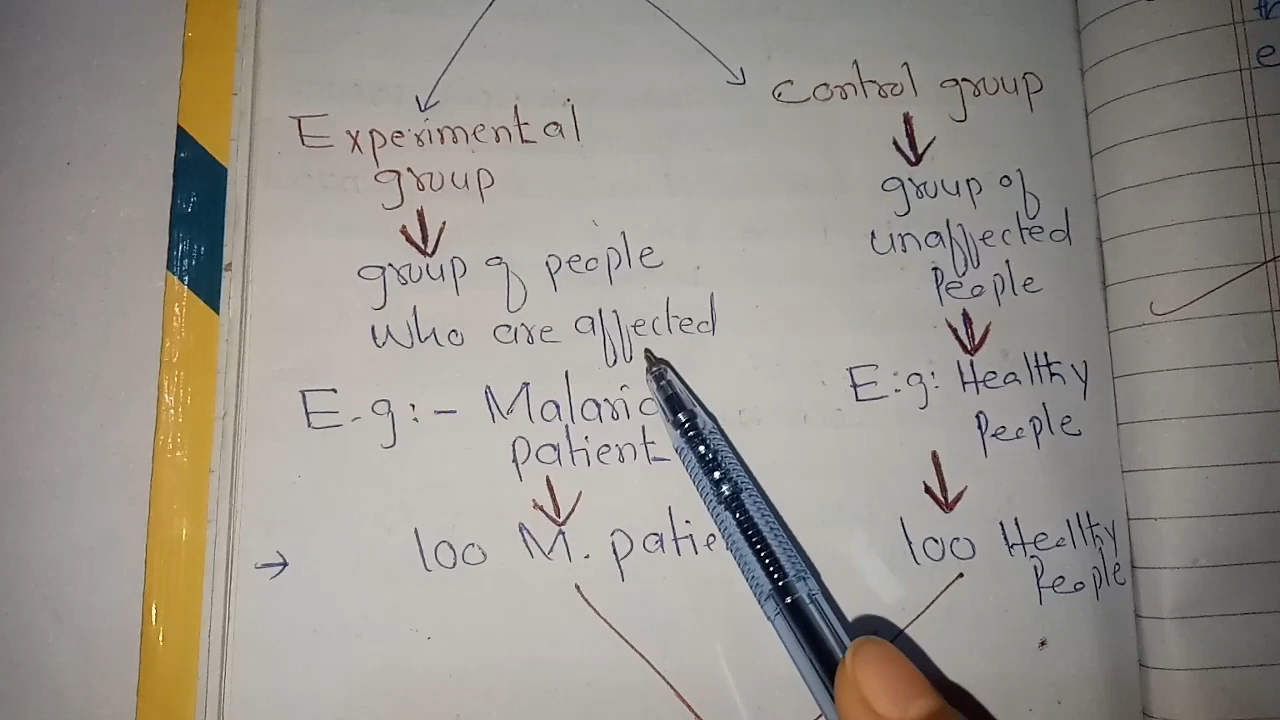 Experimental
group
group of people
who are affected
E.g:- Malaria
patient
100 M.
Control group
group of
unaffected
People
E.g: Healthy
People
100 Healthy
People